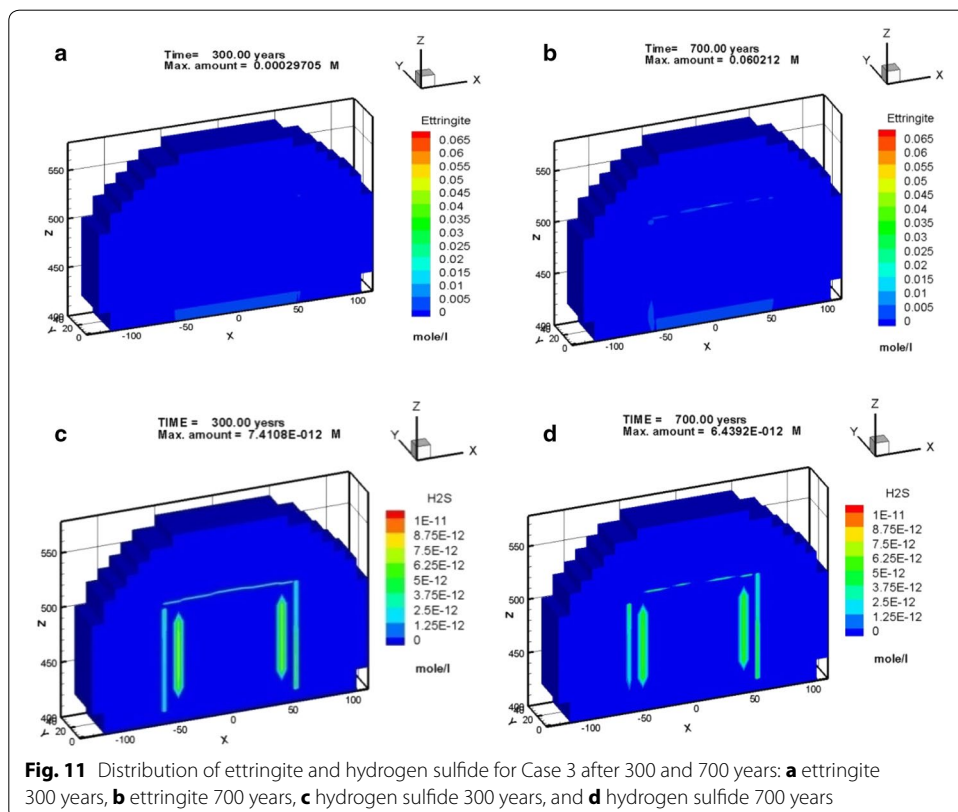 a
Time= 300.00 years
Max. amount = 0.00029705 M
Z
Y
X
Ettringite
0.065
0.06
0.055
0.05
0.045
0.04
0.035
0.03
0.025
0.02
0.015
0.01
0.005
0
mole/l
550
500
450
400
Z
40
20
0
Y
-100
-50
0
50
100
X
b
Time= 700.00 years
Max. amount = 0.060212 M
Z
Y
X
Ettringite
0.065
0.06
0.055
0.05
0.045
0.04
0.035
0.03
0.025
0.02
0.015
0.01
0.005
0
mole/l
550
500
450
400
Z
40
20
0
Y
-100
-50
0
50
100
X
c
TIME = 300.00 yesrs
Max. amount = 7.4108E-012 M
Z
Y
X
H2S
1E-11
8.75E-12
7.5E-12
6.25E-12
5E-12
3.75E-12
2.5E-12
1.25E-12
0
mole/l
550
500
450
400
Z
40
20
0
Y
-100
-50
0
50
100
X
d
TIME = 700.00 yesrs
Max. amount = 6.4392E-012 M
Z
Y
X
H2S
1E-11
8.75E-12
7.5E-12
6.25E-12
5E-12
3.75E-12
2.5E-12
1.25E-12
0
mole/l
550
500
450
400
Z
40
20
0
Y
-100
-50
0
50
100
X
Fig. 11 Distribution of ettringite and hydrogen sulfide for Case 3 after 300 and 700 years: a ettringite
300 years, b ettringite 700 years, c hydrogen sulfide 300 years, and d hydrogen sulfide 700 years